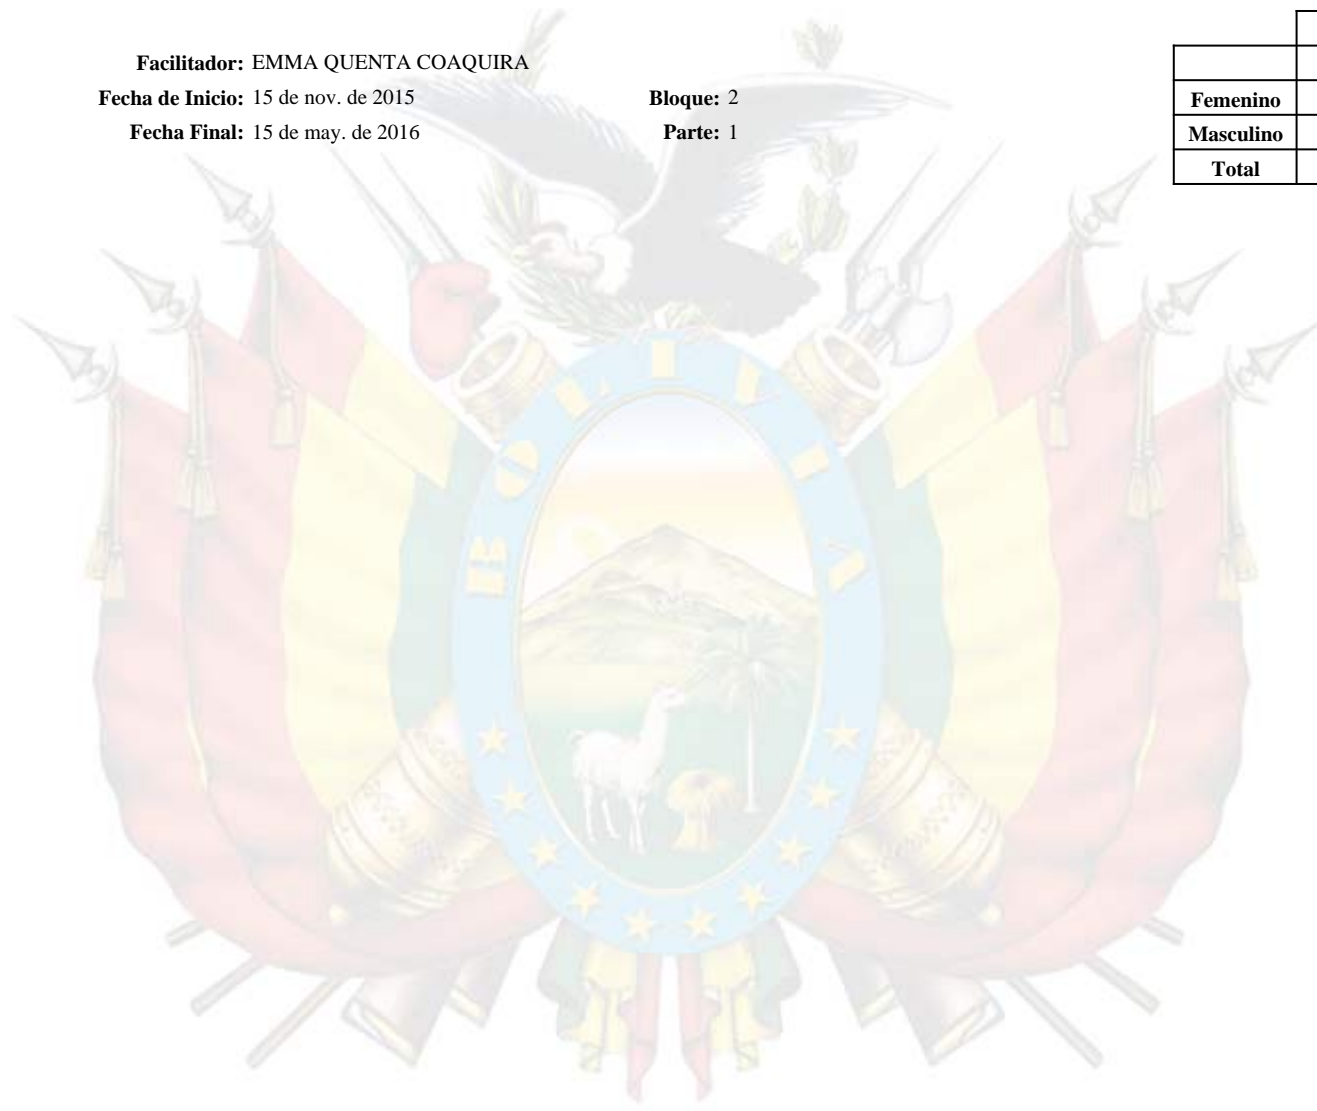 Facilitador: EMMA QUENTA COAQUIRA
Fecha de Inicio: 15 de nov. de 2015 Bloque: 2
Fecha Final: 15 de may. de 2016 Parte: 1
Femenino
Masculino
Total
BOLIVIA